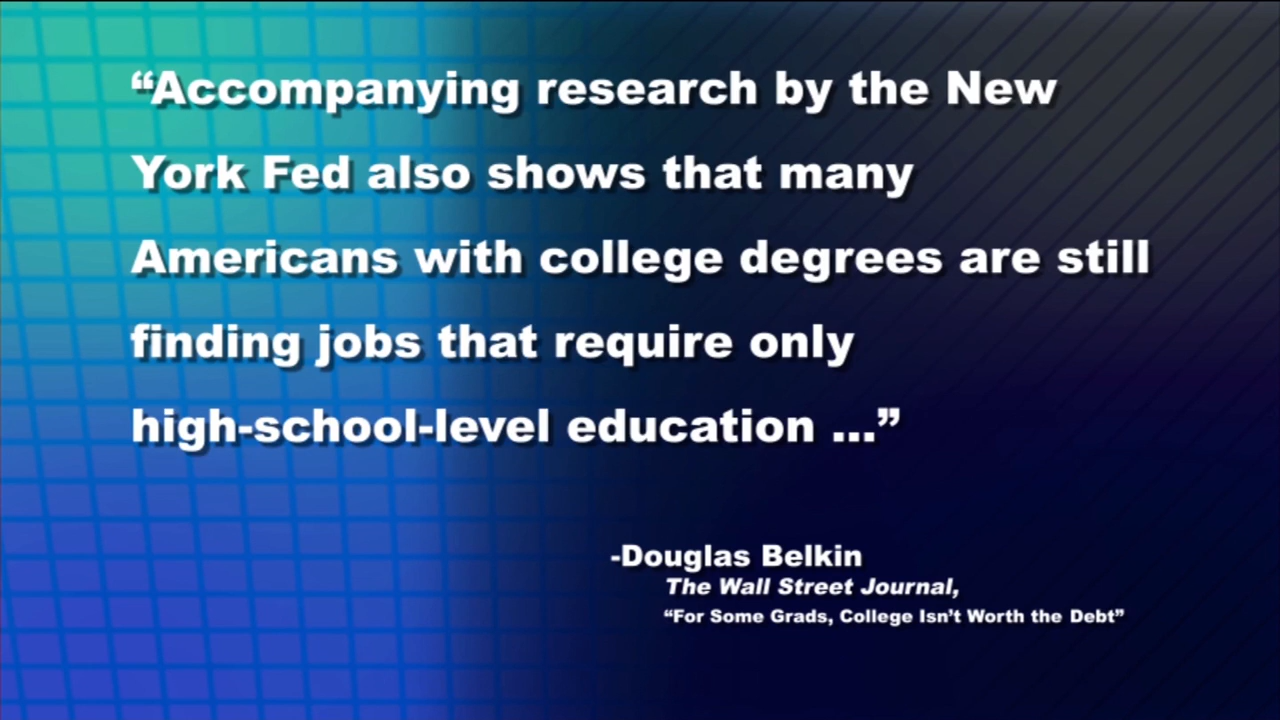 “Accompanying research by the New
York Fed also shows that many
Americans with college degrees are still
finding jobs that require only
high-school-level education ...”
-Douglas Belkin
The Wall Street Journal,
“For Some Grads, College Isn’t Worth the Debt”